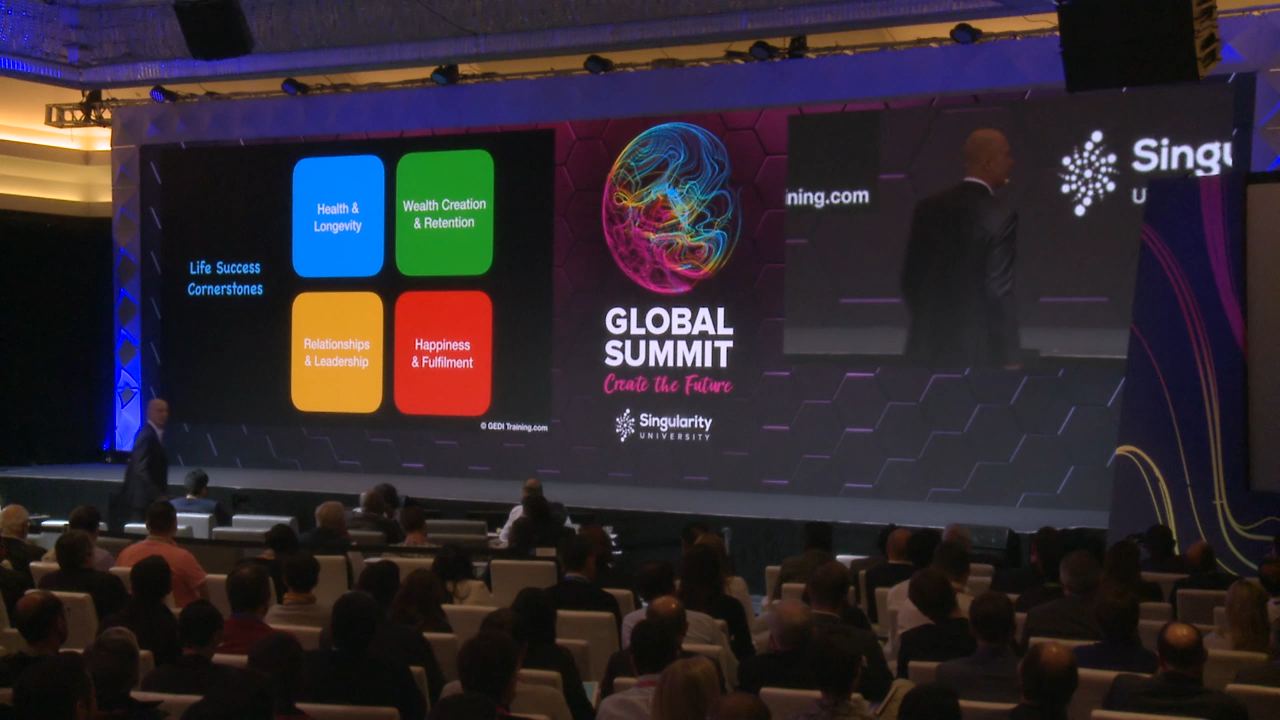 Life Success
Cornerstones
Health &
Longevity
Wealth Creation
& Retention
Relationships
& Leadership
Happiness
& Fulfilment
© GEDI Training.com
GLOBAL
SUMMIT
Create the Future
Singularity
UNIVERSITY
ning.com
Singu
U